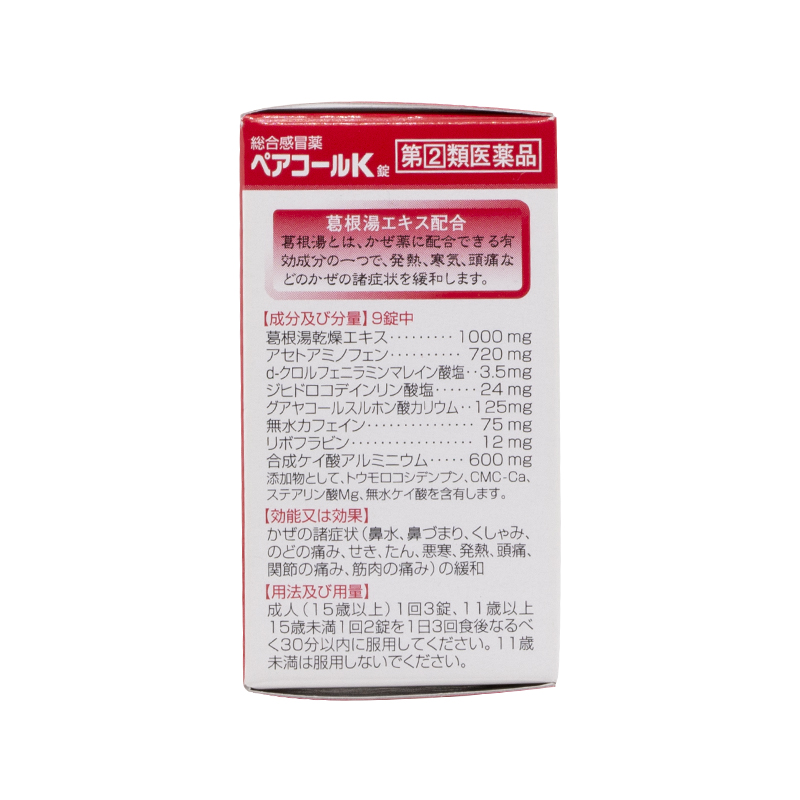 総合感冒薬
ペアコールK錠
第②類医薬品
葛根湯エキス配合
葛根湯とは、かぜ薬に配合できる有
効成分の一つで、発熱、寒気、頭痛な
どのかぜの諸症状を緩和します。
【成分及び分量】9錠中
葛根湯乾燥エキス･････････1000mg
アセトアミノフェン･･････････720mg
d-クロルフェニラミンマレイン酸塩･･3.5mg
ジヒドロコデインリン酸塩･･････24mg
グアヤコールスルホン酸カリウム･･125mg
無水カフェイン･･･････････････75mg
リボフラビン･････････････････12mg
合成ケイ酸アルミニウム･････600mg
添加物として、トウモロコシデンプン、CMC-Ca、
ステアリン酸Mg、無水ケイ酸を含有します。
【効能又は効果】
かぜの諸症状(鼻水、鼻づまり、くしゃみ、
のどの痛み、せき、たん、悪寒、発熱、頭痛、
関節の痛み、筋肉の痛み)の緩和
【用法及び用量】
成人(15歳以上)1回3錠、11歳以上
15歳未満1回2錠を1日3回食後なるべ
く30分以内に服用してください。11歳
未満は服用しないでください。